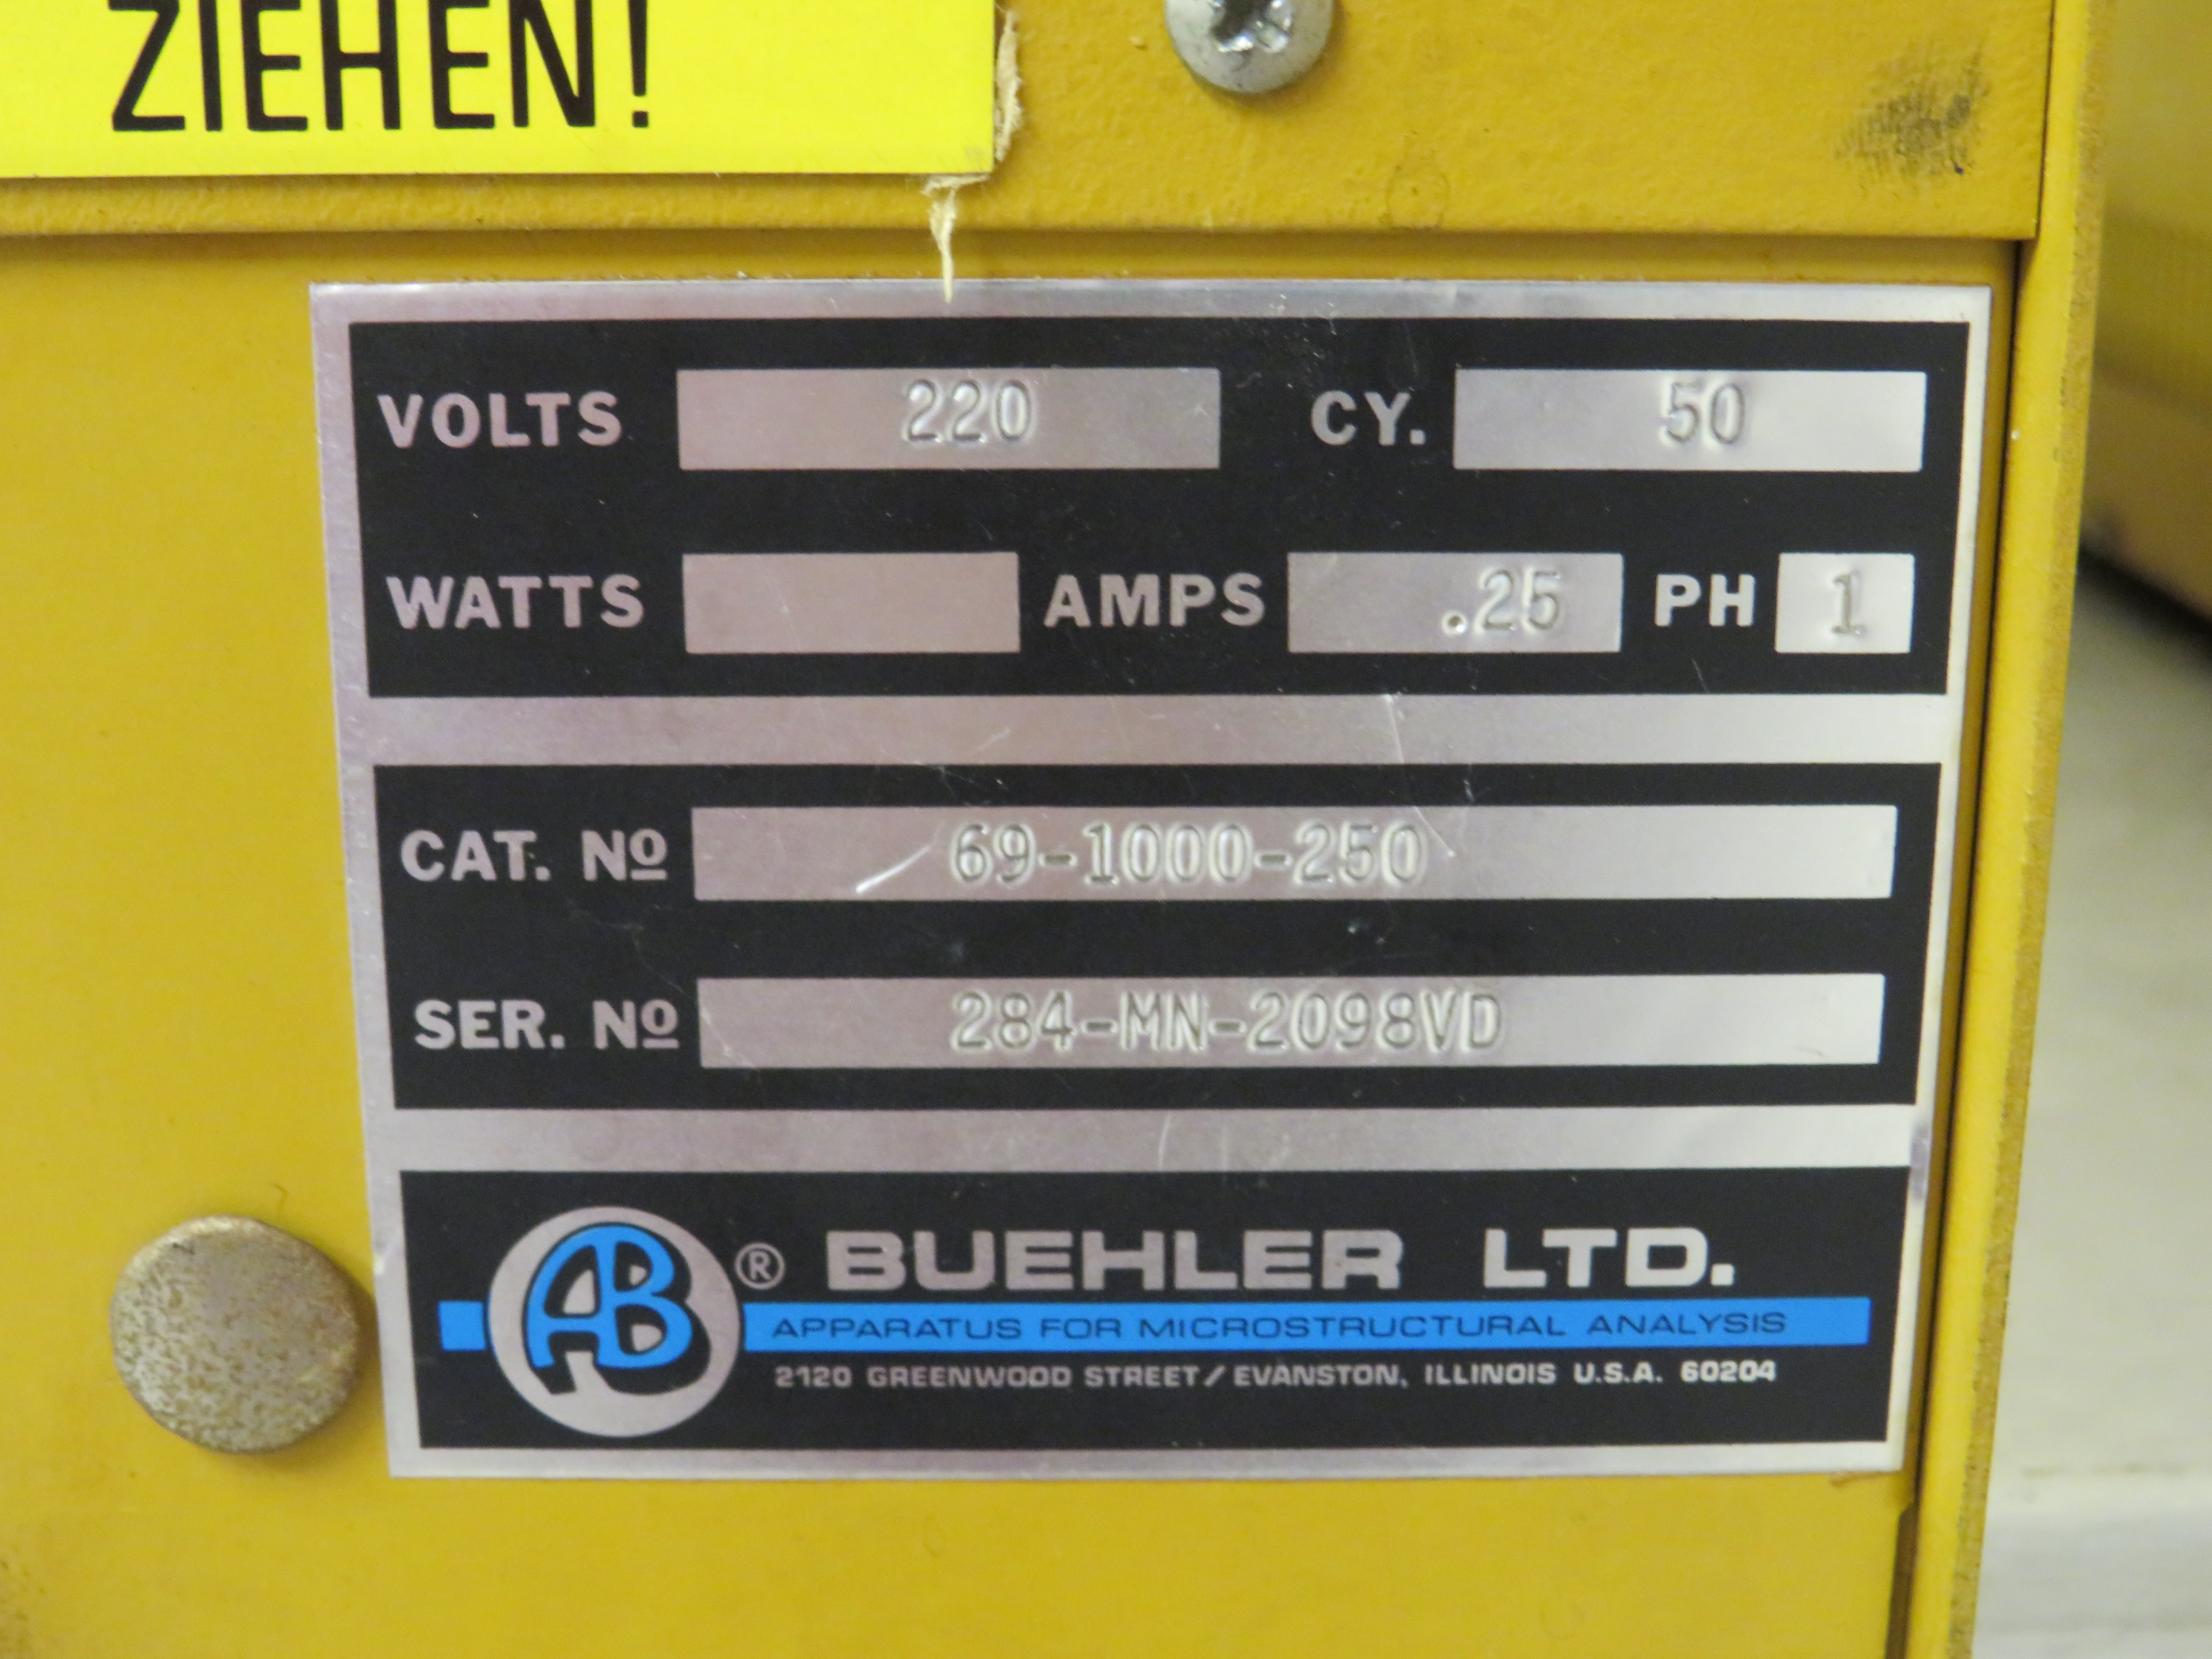 ZIEHEN!
VOLTS 220 CY. 50
WATTS AMPS .25 PH 1
CAT. Nº 69-1000-250
SER. Nº 284-MN-2098VD
AB ® BUEHLER LTD.
APPARATUS FOR MICROSTRUCTURAL ANALYSIS
2120 GREENWOOD STREET/EVANSTON, ILLINOIS U.S.A. 60204